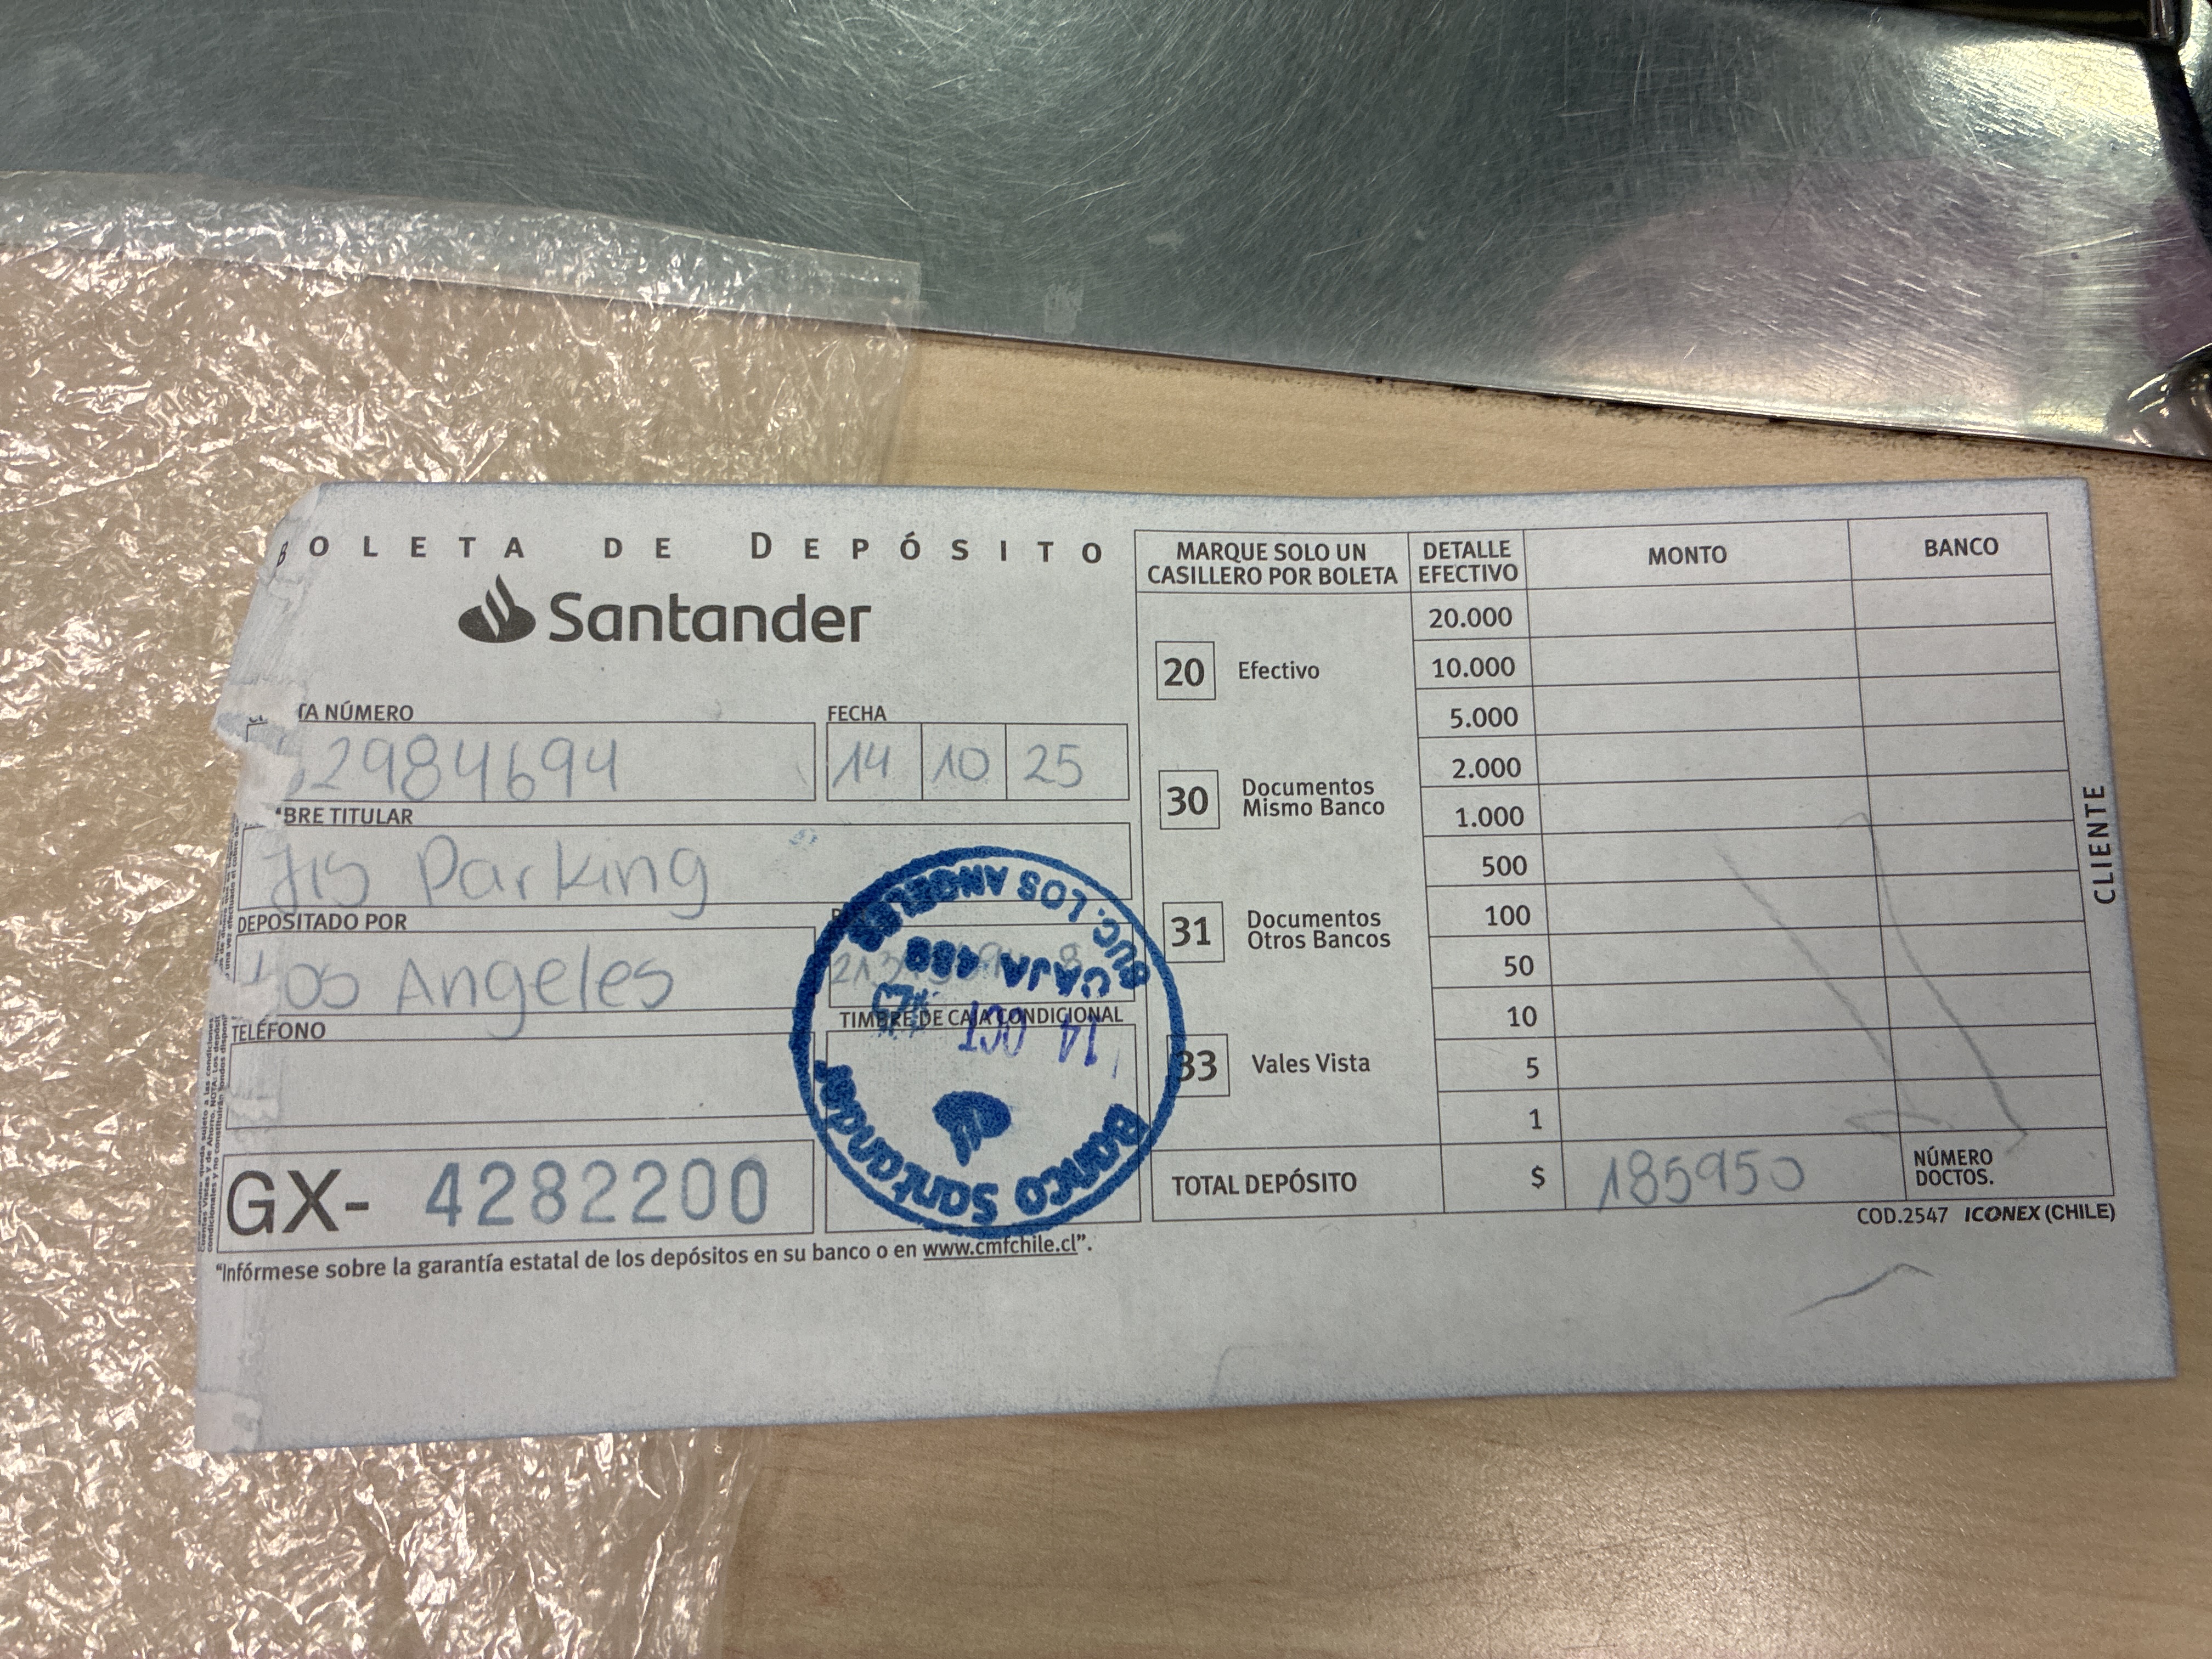 BOLETA DE DEPÓSITO
Santander
TA NÚMERO
2984694
FECHA
14 10 25
BRE TITULAR
JIS Parking
DEPOSITADO POR
Los Angeles
TELÉFONO
TIMBRE DE CAJA CONDICIONAL
GX- 4282200
"Infórmese sobre la garantía estatal de los depósitos en su banco o en www.cmfchile.cl".
SUC. LOS ANGELES
CAJA 480
14 OCT
Banco Santander
MARQUE SOLO UN CASILLERO POR BOLETA
20 Efectivo
30 Documentos Mismo Banco
31 Documentos Otros Bancos
33 Vales Vista
DETALLE EFECTIVO
MONTO
BANCO
20.000
10.000
5.000
2.000
1.000
500
100
50
10
5
1
TOTAL DEPÓSITO $ 185950
NÚMERO DOCTOS.
COD.2547 ICONEX (CHILE)
CLIENTE